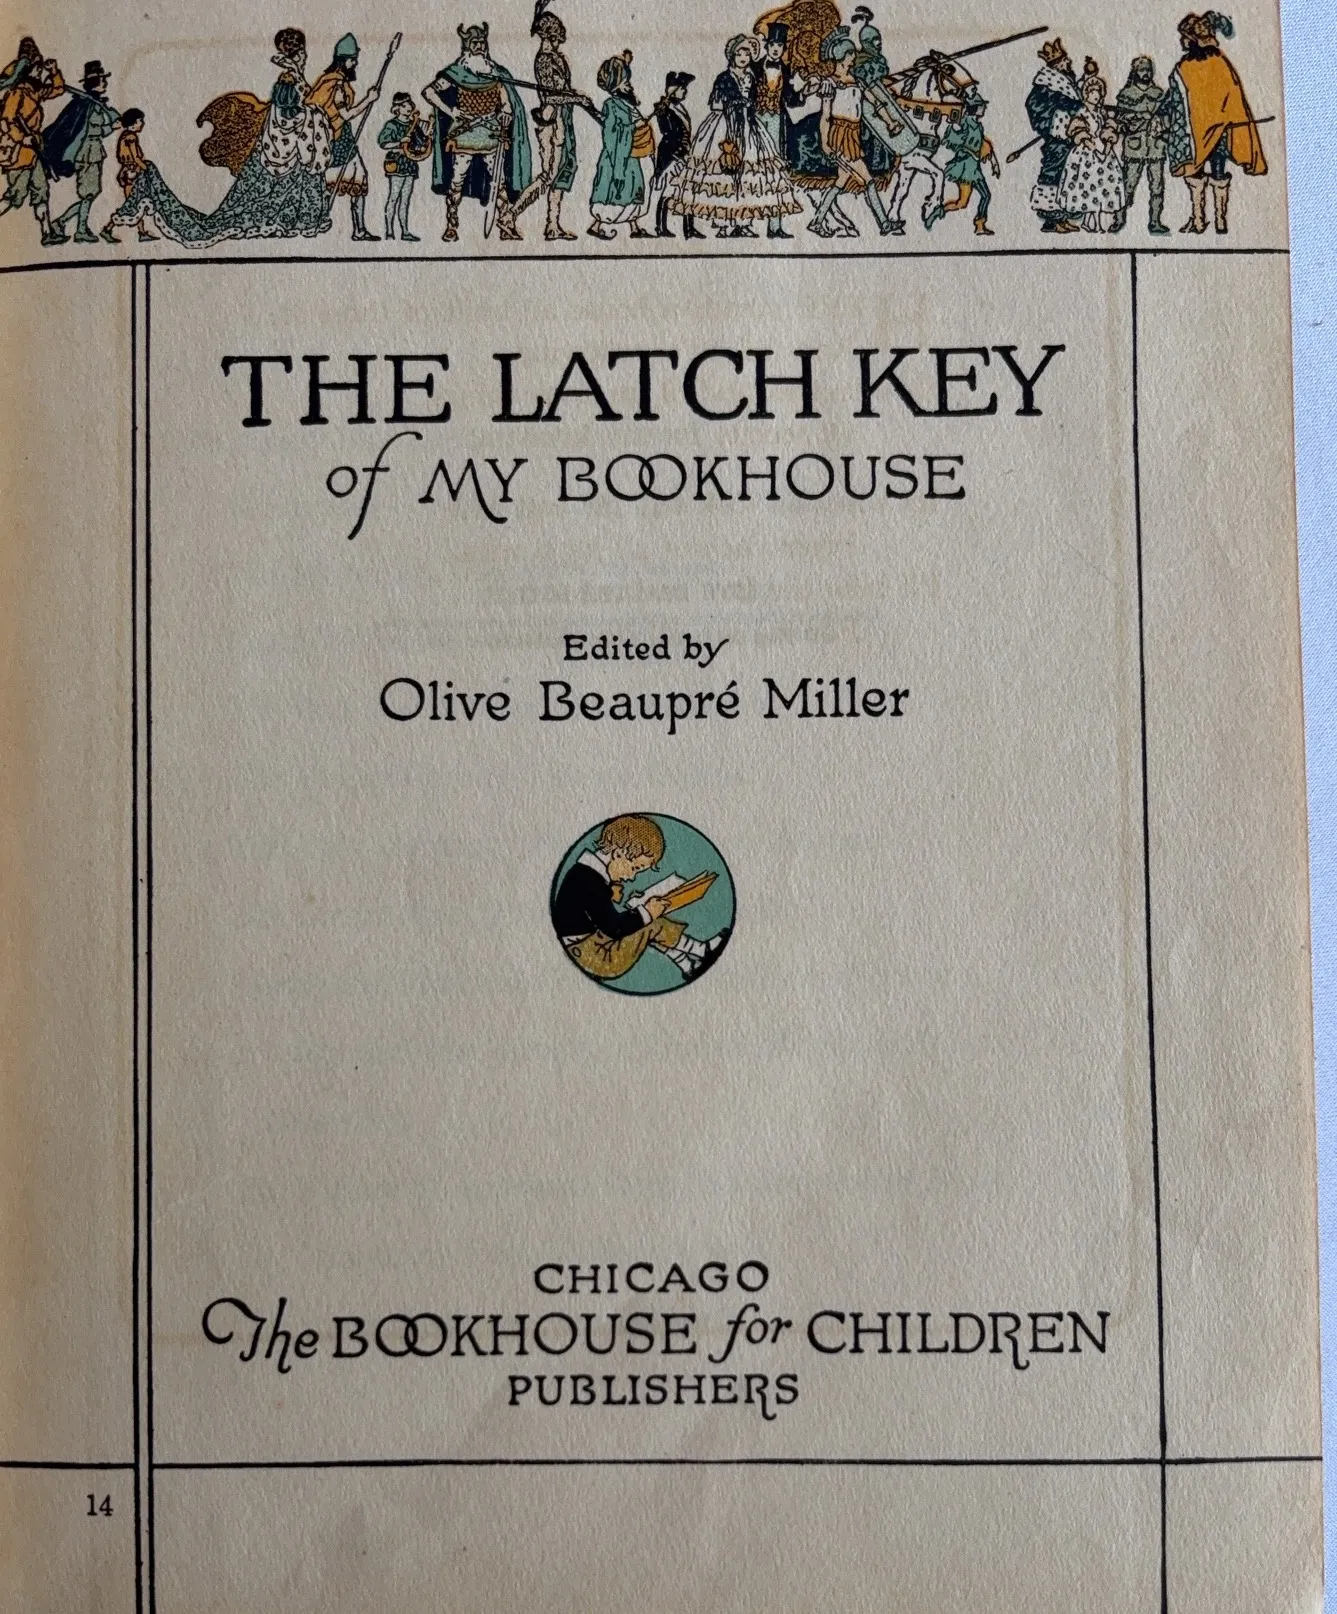 THE LATCH KEY
of MY BOOKHOUSE
Edited by
Olive Beaupré Miller
CHICAGO
The BOOKHOUSE for CHILDREN
PUBLISHERS
14